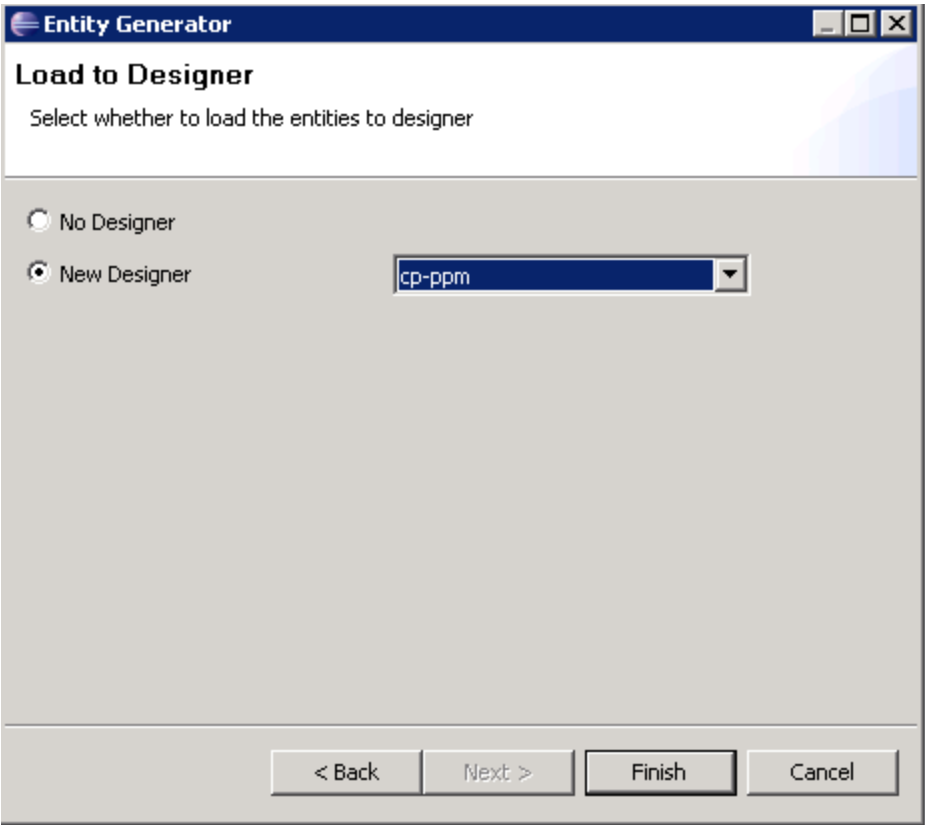 Entity Generator
Load to Designer
Select whether to load the entities to designer
No Designer
New Designer cp-ppm
< Back Next > Finish Cancel